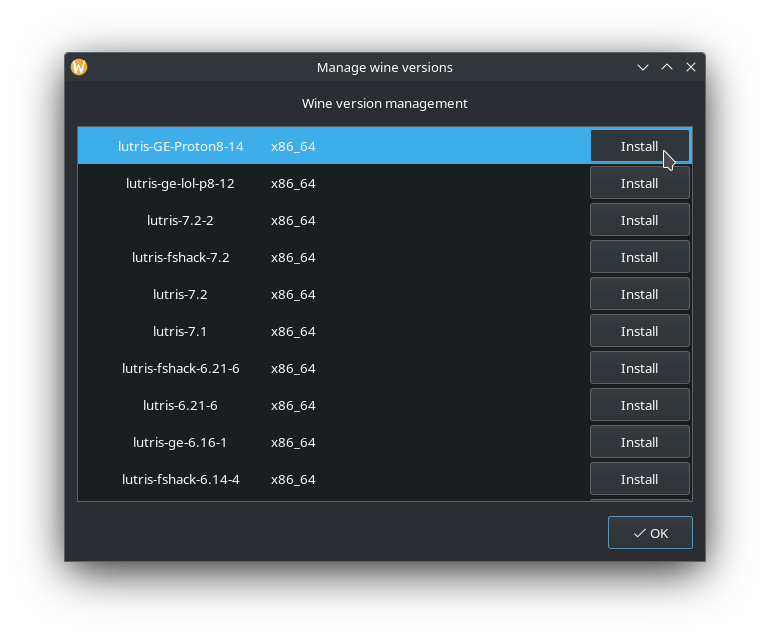 Manage wine versions
Wine version management
lutris-GE-Proton8-14 x86_64 Install
lutris-ge-lol-p8-12 x86_64 Install
lutris-7.2-2 x86_64 Install
lutris-fshack-7.2 x86_64 Install
lutris-7.2 x86_64 Install
lutris-7.1 x86_64 Install
lutris-fshack-6.21-6 x86_64 Install
lutris-6.21-6 x86_64 Install
lutris-ge-6.16-1 x86_64 Install
lutris-fshack-6.14-4 x86_64 Install
OK